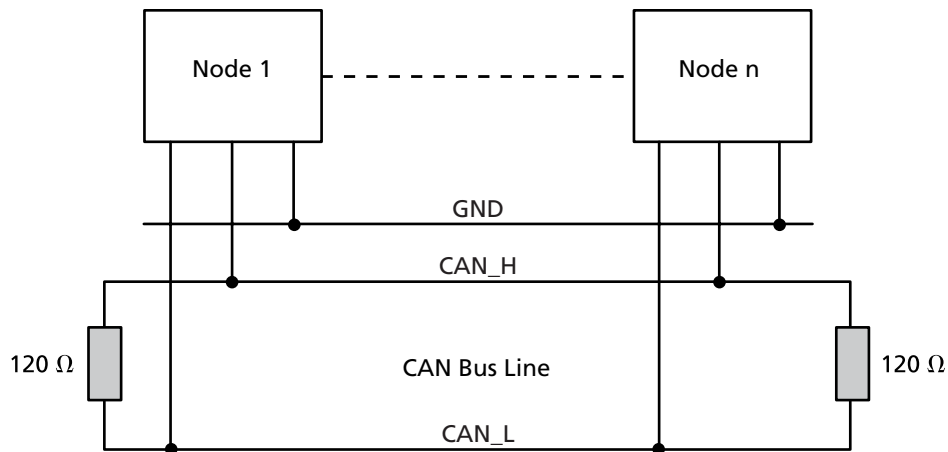 Node 1
Node n
GND
CAN_H
120 Ω
CAN Bus Line
120 Ω
CAN_L